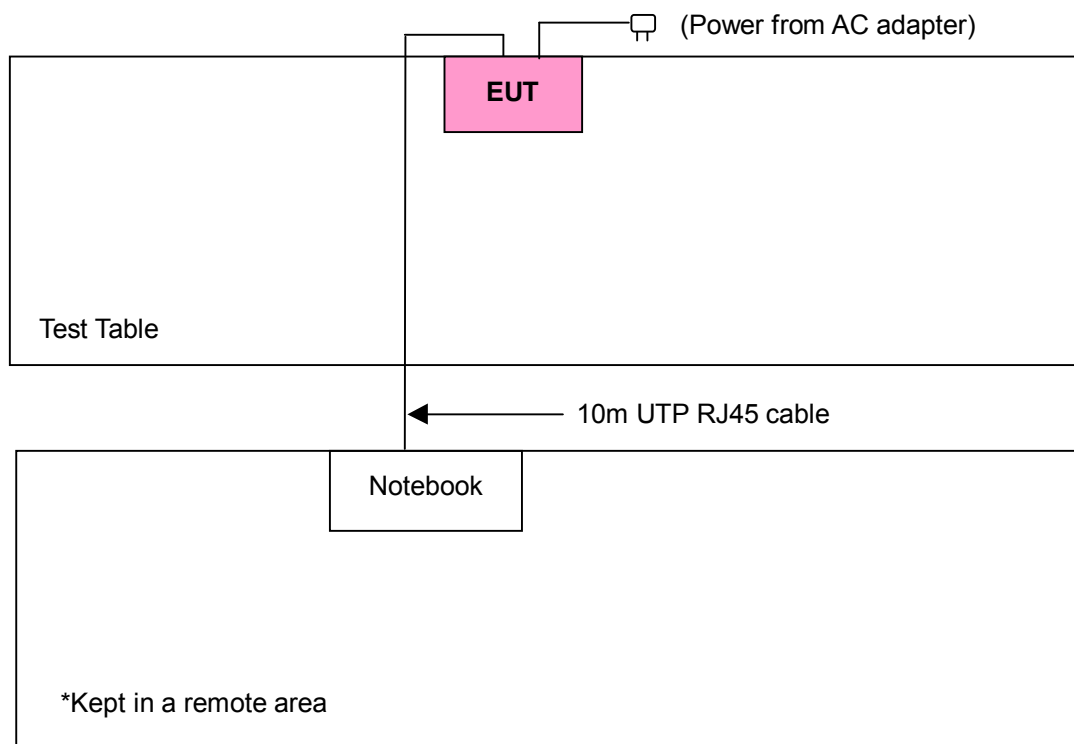 (Power from AC adapter)
EUT
Test Table
10m UTP RJ45 cable
Notebook
*Kept in a remote area